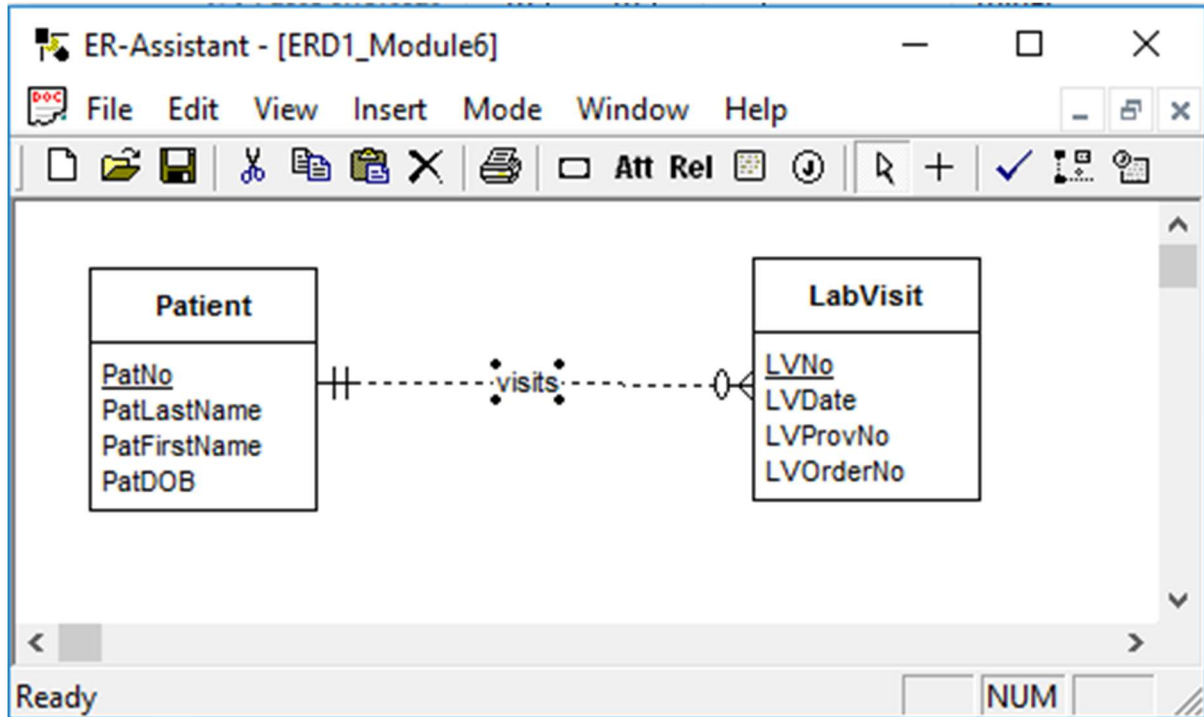 ER-Assistant - [ERD1_Module6]
DOC File Edit View Insert Mode Window Help
Att Rel J
Patient
PatNo
PatLastName
PatFirstName
PatDOB
visits
LabVisit
LVNo
LVDate
LVProvNo
LVOrderNo
Ready NUM